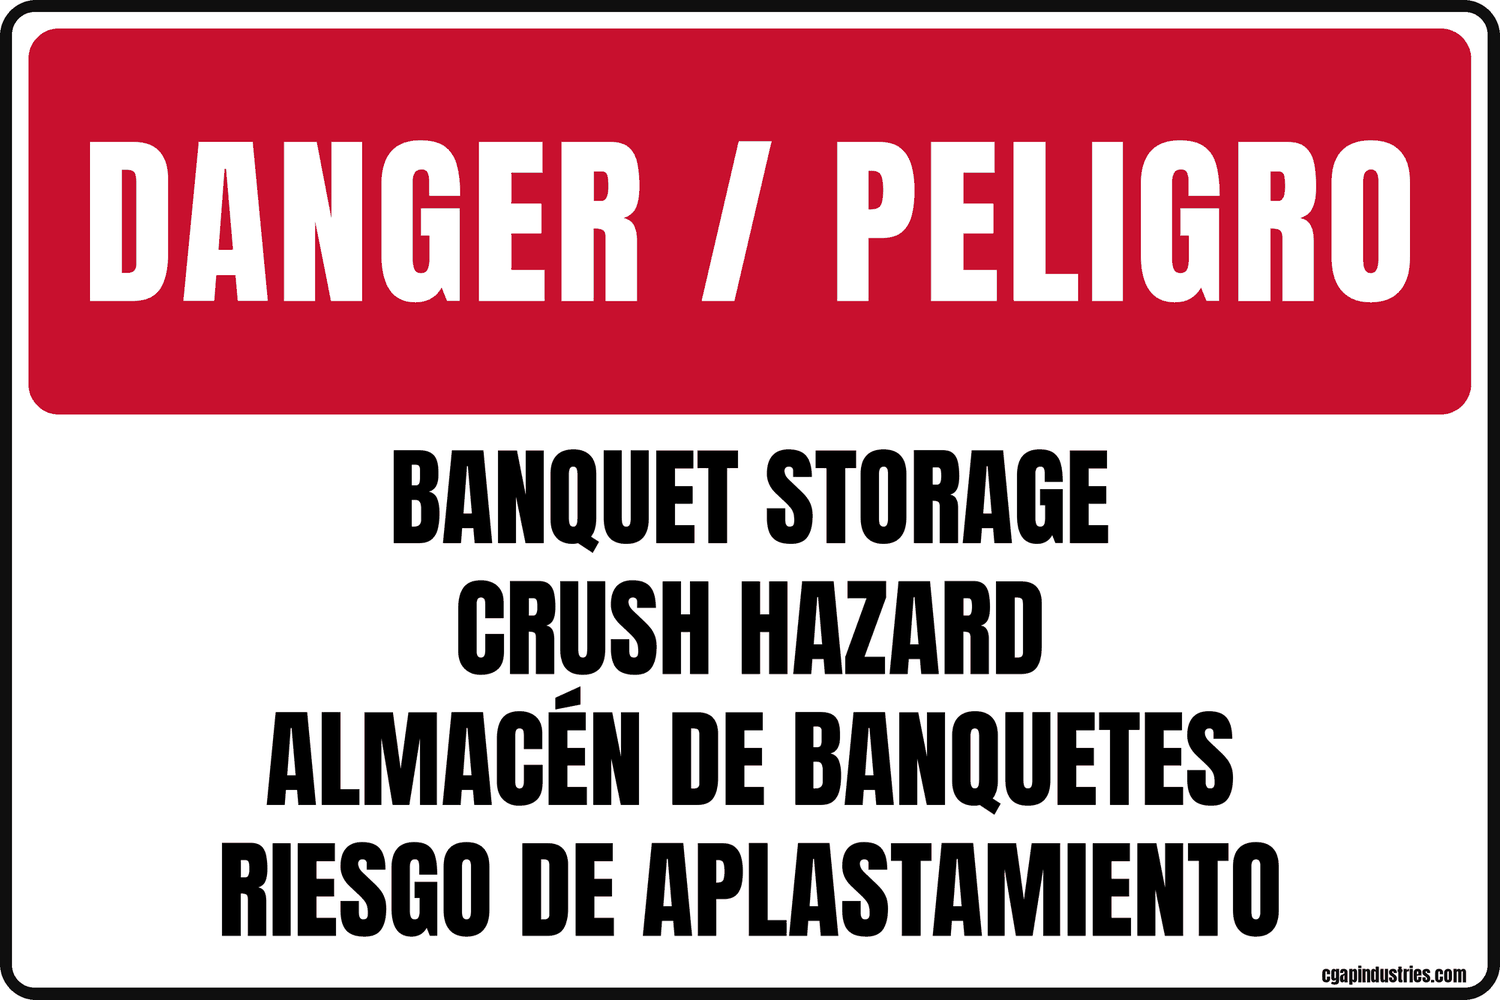 DANGER / PELIGRO
BANQUET STORAGE
CRUSH HAZARD
ALMACÉN DE BANQUETES
RIESGO DE APLASTAMIENTO
cgapindustries.com